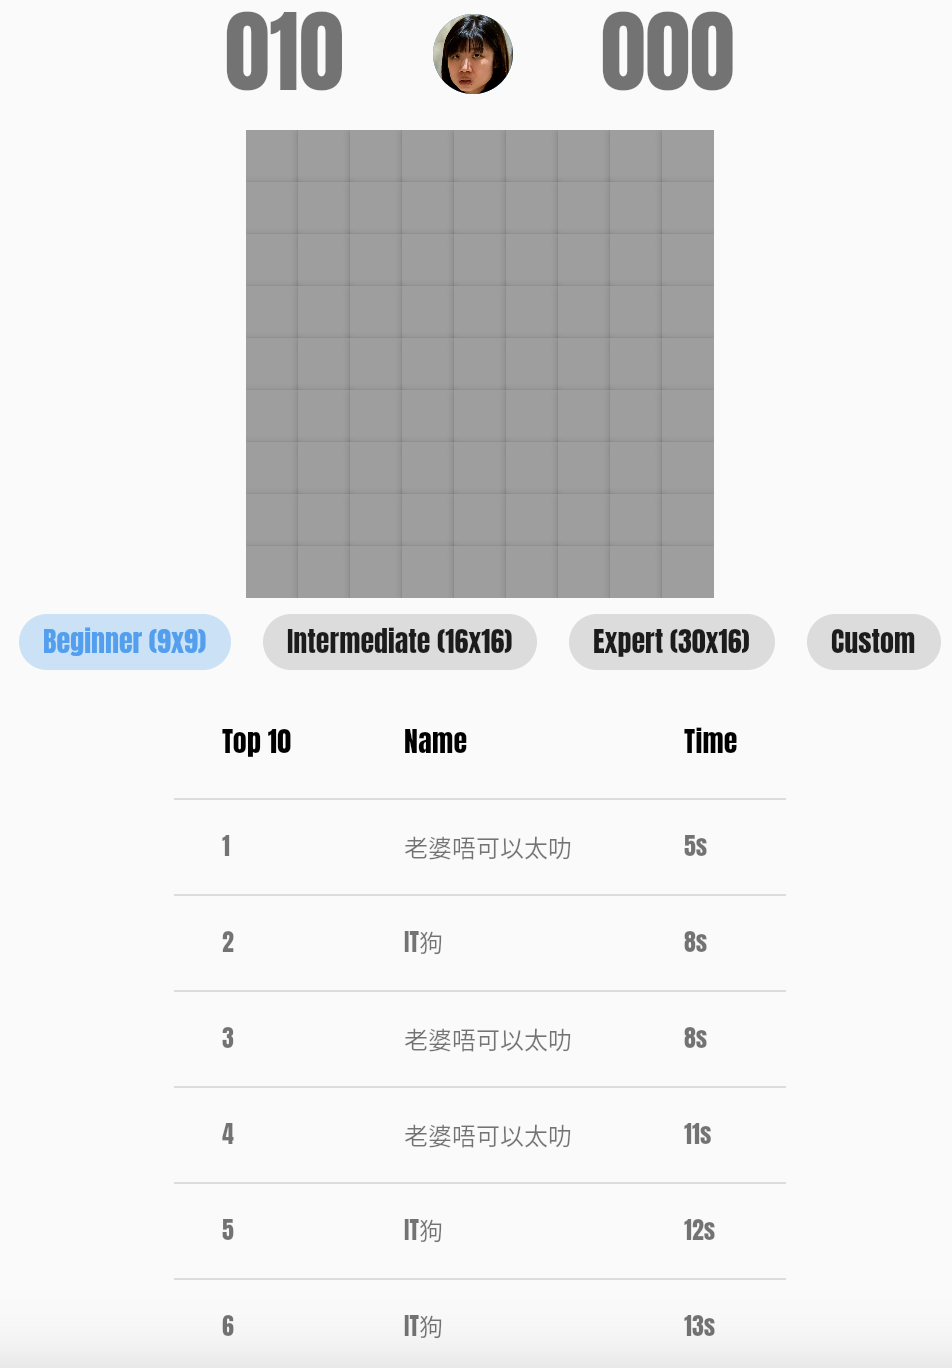 010 000
Beginner (9x9) Intermediate (16x16) Expert (30x16) Custom
Top 10 Name Time
1 老婆唔可以太叻 5s
2 IT狗 8s
3 老婆唔可以太叻 8s
4 老婆唔可以太叻 11s
5 IT狗 12s
6 IT狗 13s